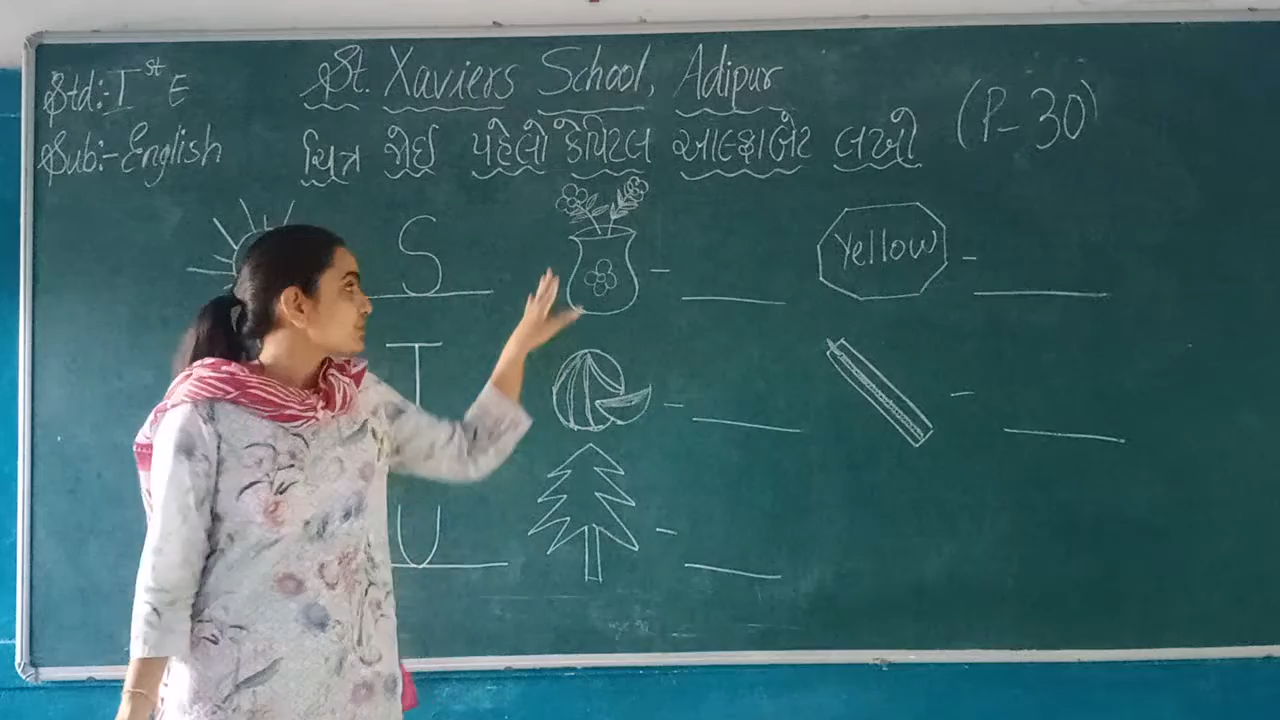 Std:- Ist E
St. Xaviers School, Adipur
Sub:- English
ચિત્ર જોઈ પહેલો કેપિટલ આલ્ફાબેટ લખો (P-30)
S
Yellow
T
U